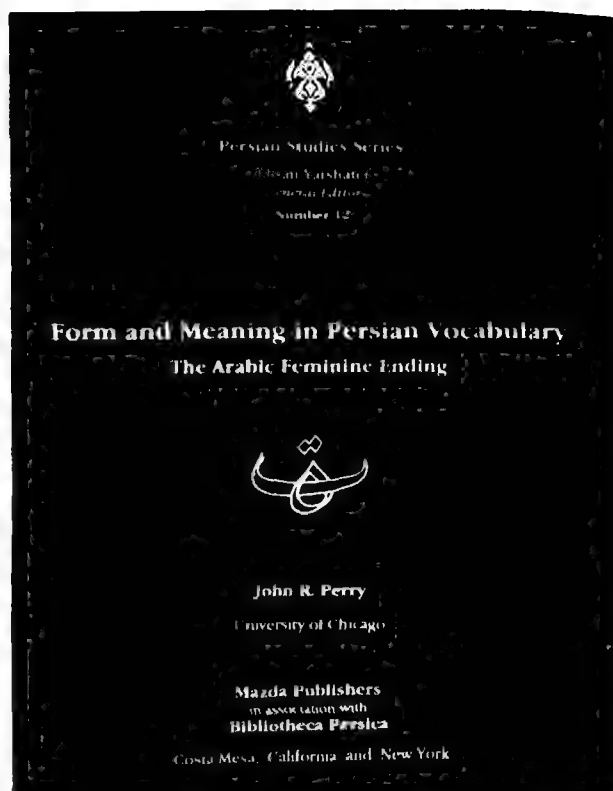 Persian Studies Series
Ehsan Yarshater
General Editor
Number 12
Form and Meaning in Persian Vocabulary
The Arabic Feminine Ending
John R. Perry
University of Chicago
Mazda Publishers
in association with
Bibliotheca Persica
Costa Mesa, California and New York